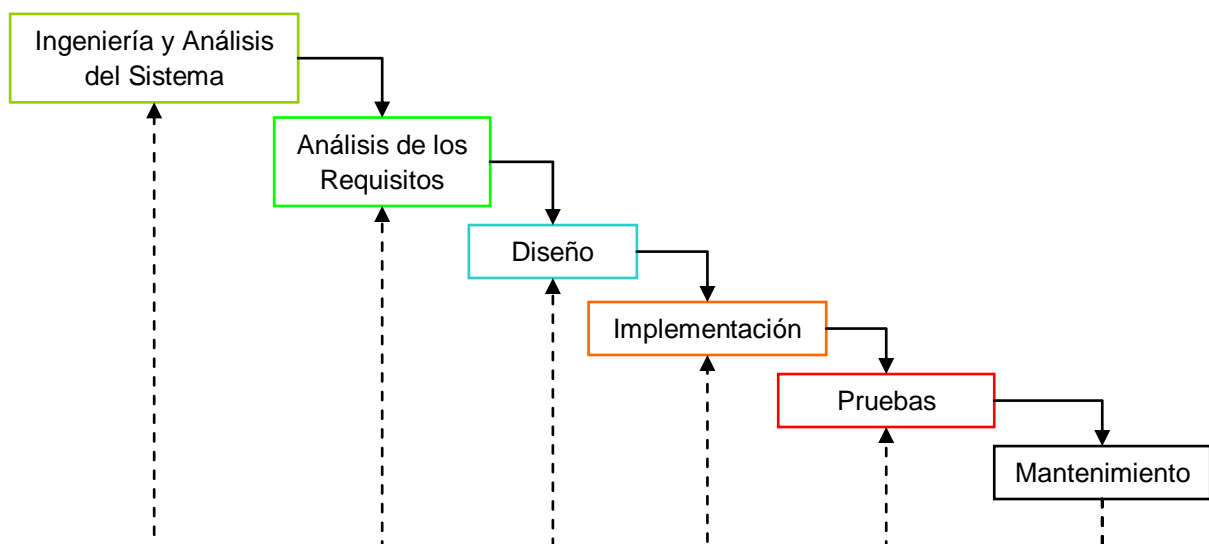 Ingeniería y Análisis
del Sistema
Análisis de los
Requisitos
Diseño
Implementación
Pruebas
Mantenimiento